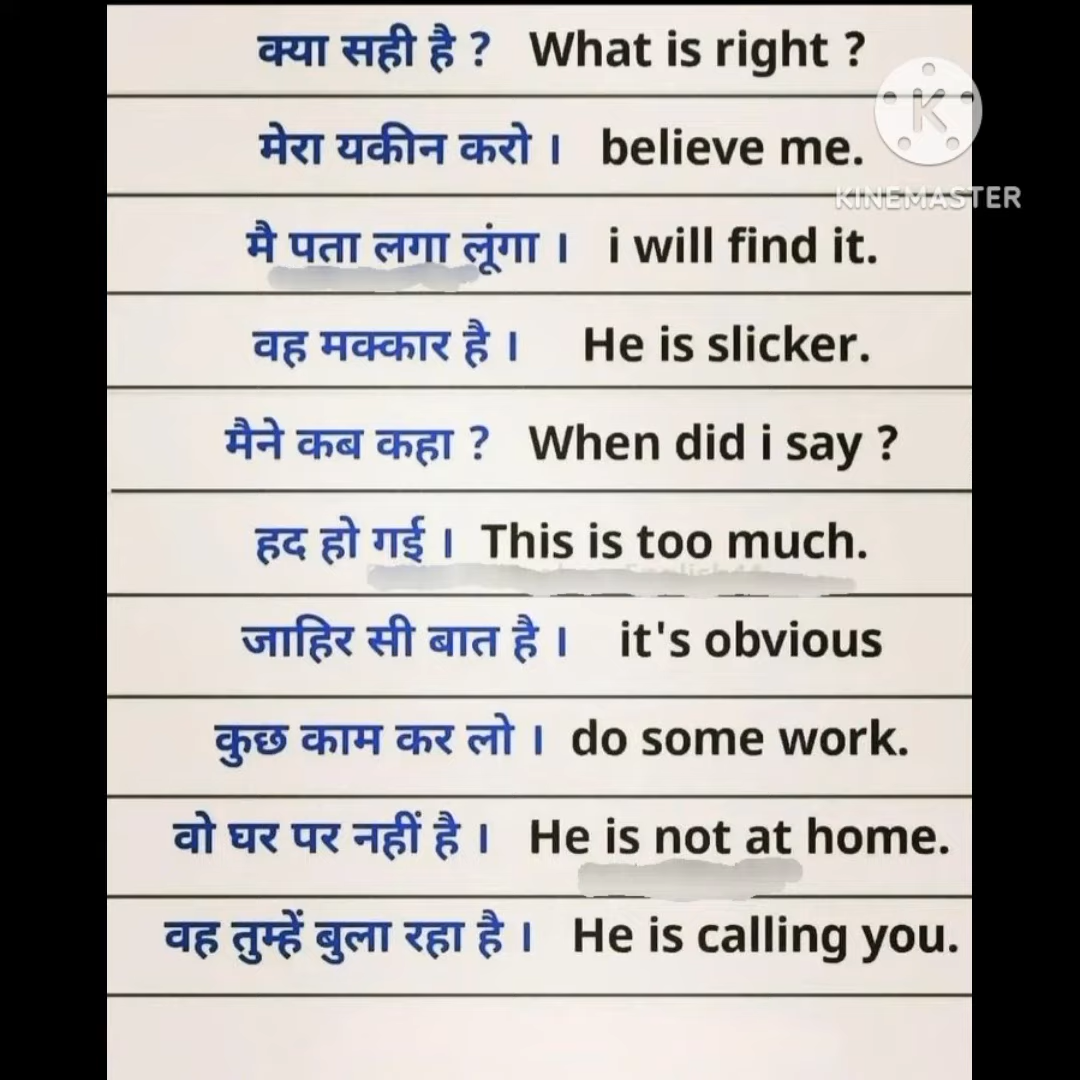 क्या सही है ? What is right ?
मेरा यकीन करो । believe me.
KINEMASTER
मै पता लगा लूंगा । i will find it.
वह मक्कार है । He is slicker.
मैने कब कहा ? When did i say ?
हद हो गई । This is too much.
जाहिर सी बात है । it's obvious
कुछ काम कर लो । do some work.
वो घर पर नहीं है । He is not at home.
वह तुम्हें बुला रहा है । He is calling you.